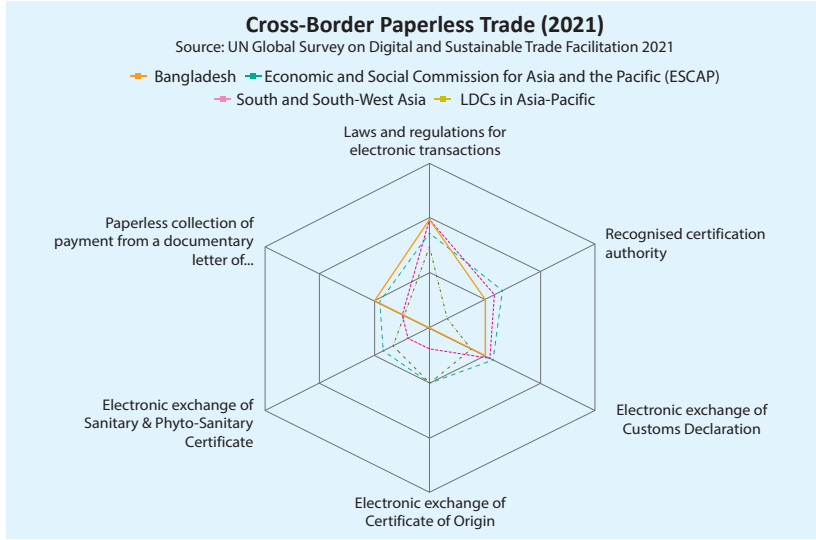 Cross-Border Paperless Trade (2021)
Source: UN Global Survey on Digital and Sustainable Trade Facilitation 2021
Bangladesh Economic and Social Commission for Asia and the Pacific (ESCAP)
South and South-West Asia LDCs in Asia-Pacific
Laws and regulations for
electronic transactions
Paperless collection of
payment from a documentary
letter of...
Recognised certification
authority
Electronic exchange of
Sanitary & Phyto-Sanitary
Certificate
Electronic exchange of
Customs Declaration
Electronic exchange of
Certificate of Origin